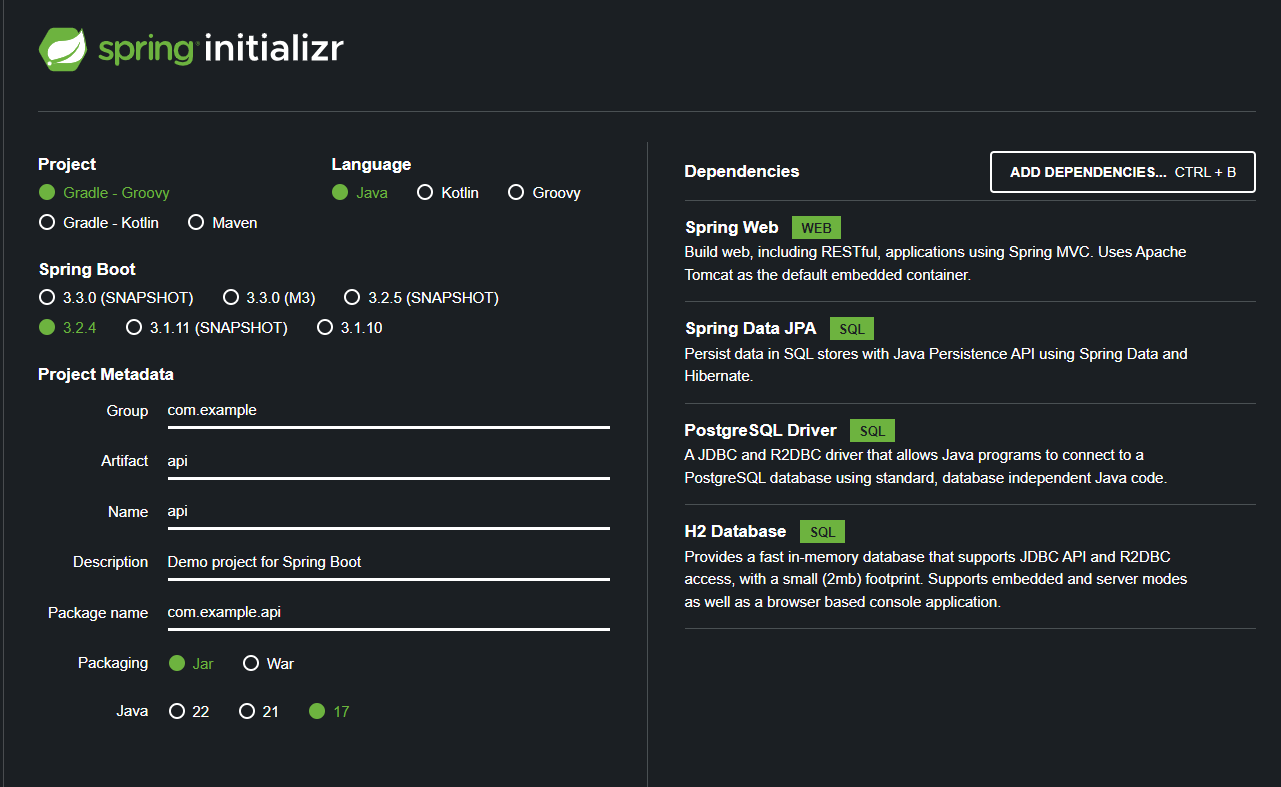 spring initializr
Project
Gradle - Groovy
Gradle - Kotlin
Maven
Language
Java
Kotlin
Groovy
Spring Boot
3.3.0 (SNAPSHOT)
3.3.0 (M3)
3.2.5 (SNAPSHOT)
3.2.4
3.1.11 (SNAPSHOT)
3.1.10
Project Metadata
Group com.example
Artifact api
Name api
Description Demo project for Spring Boot
Package name com.example.api
Packaging Jar War
Java 22 21 17
Dependencies
ADD DEPENDENCIES... CTRL + B
Spring Web WEB
Build web, including RESTful, applications using Spring MVC. Uses Apache
Tomcat as the default embedded container.
Spring Data JPA SQL
Persist data in SQL stores with Java Persistence API using Spring Data and
Hibernate.
PostgreSQL Driver SQL
A JDBC and R2DBC driver that allows Java programs to connect to a
PostgreSQL database using standard, database independent Java code.
H2 Database SQL
Provides a fast in-memory database that supports JDBC API and R2DBC
access, with a small (2mb) footprint. Supports embedded and server modes
as well as a browser based console application.